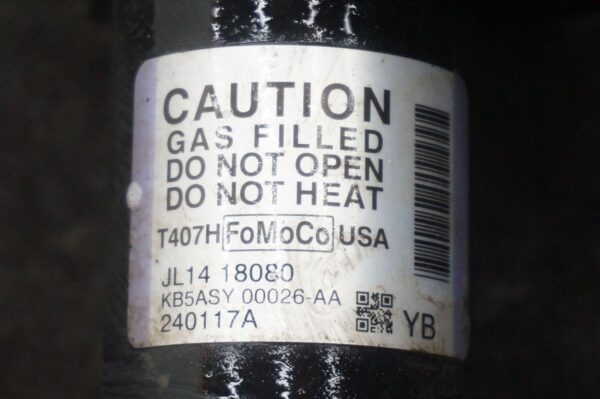 CAUTION
GAS FILLED
DO NOT OPEN
DO NOT HEAT
T407H FoMoCo USA
JL14 18080
KB5ASY 00026-AA
240117A YB